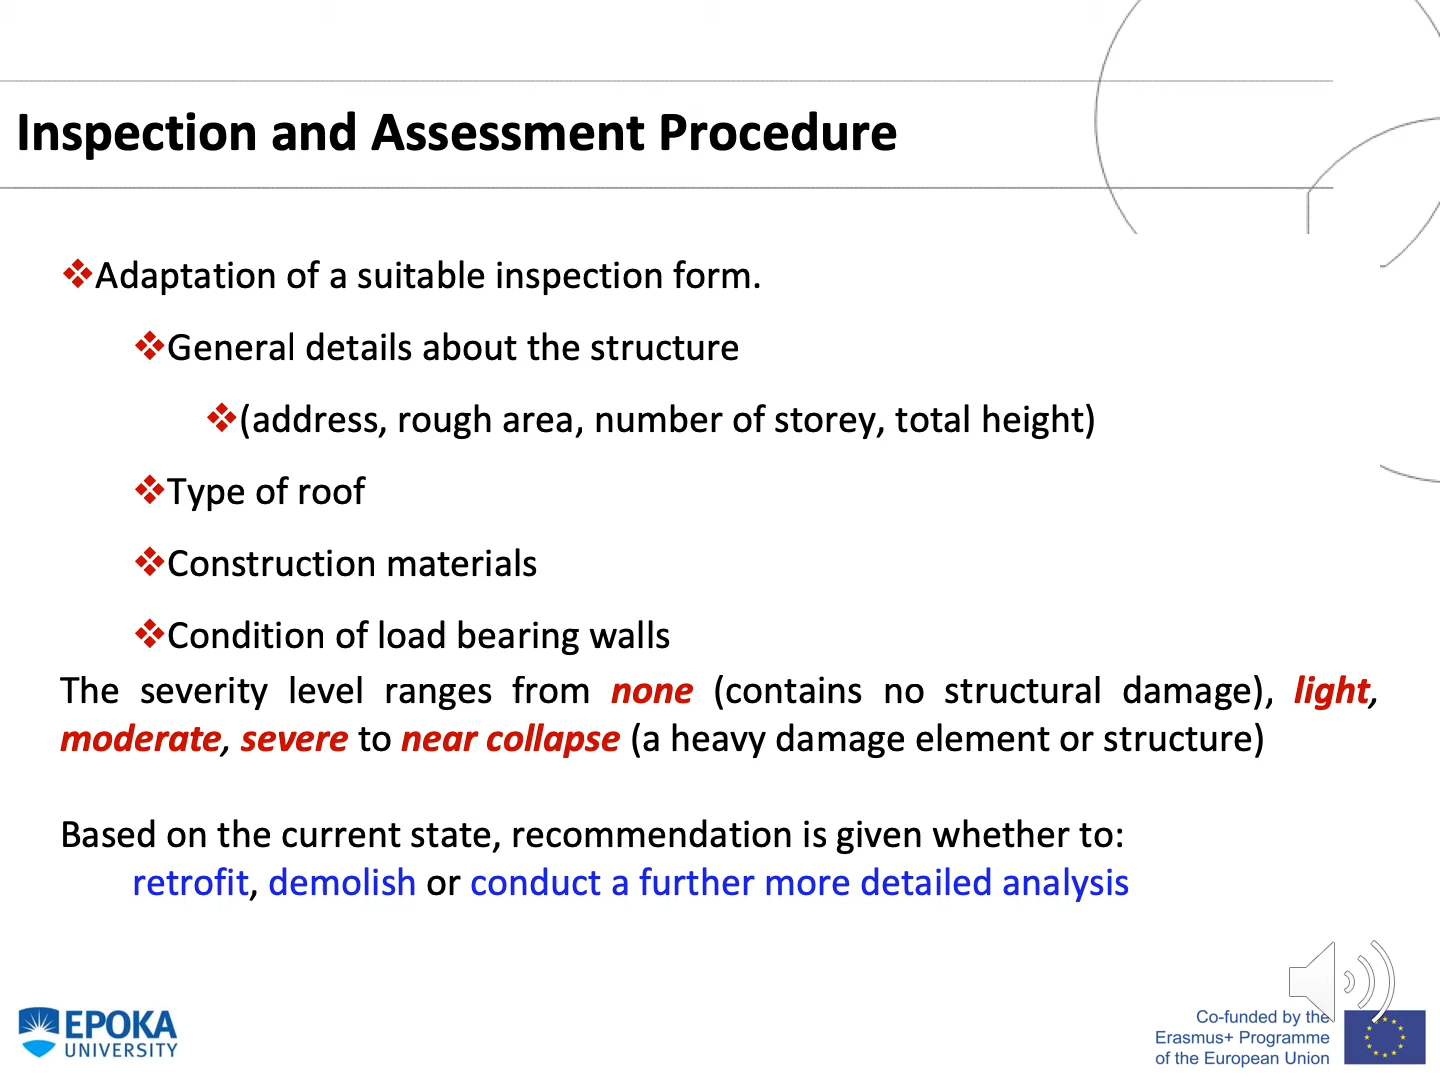 Inspection and Assessment Procedure
❖Adaptation of a suitable inspection form.
❖General details about the structure
❖(address, rough area, number of storey, total height)
❖Type of roof
❖Construction materials
❖Condition of load bearing walls
The severity level ranges from none (contains no structural damage), light,
moderate, severe to near collapse (a heavy damage element or structure)
Based on the current state, recommendation is given whether to:
retrofit, demolish or conduct a further more detailed analysis
EPOKA
UNIVERSITY
Co-funded by the
Erasmus+ Programme
of the European Union